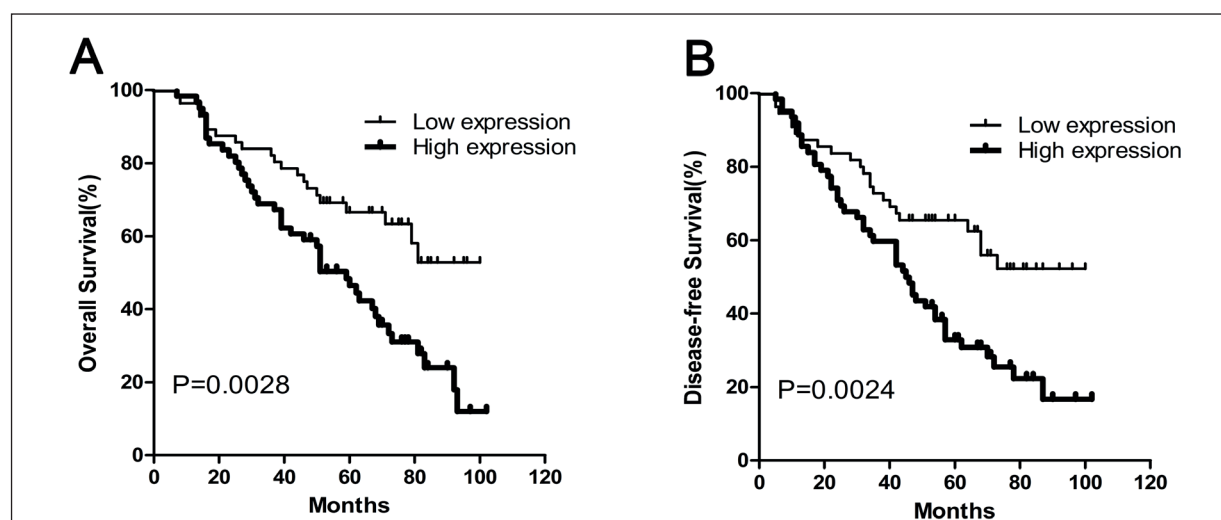 A
Overall Survival(%)
100
80
60
40
20
0
Low expression
High expression
P=0.0028
0 20 40 60 80 100 120
Months
B
Disease-free Survival(%)
100
80
60
40
20
0
Low expression
High expression
P=0.0024
0 20 40 60 80 100 120
Months